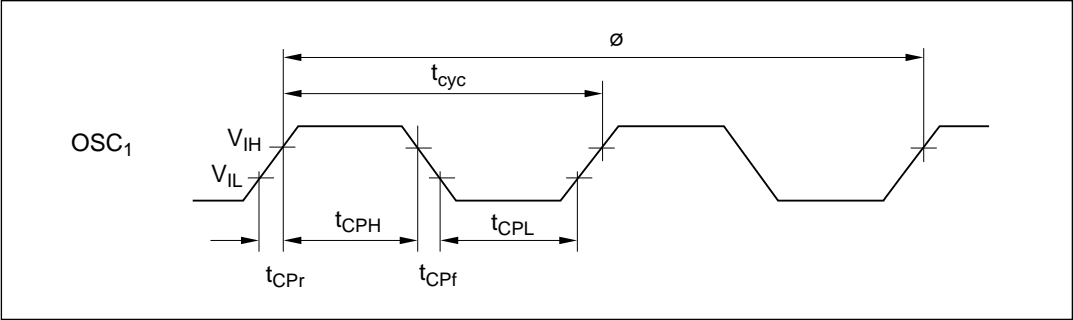 ø
tcyc
OSC1
VIH
VIL
tCPH
tCPL
tCPr
tCPf